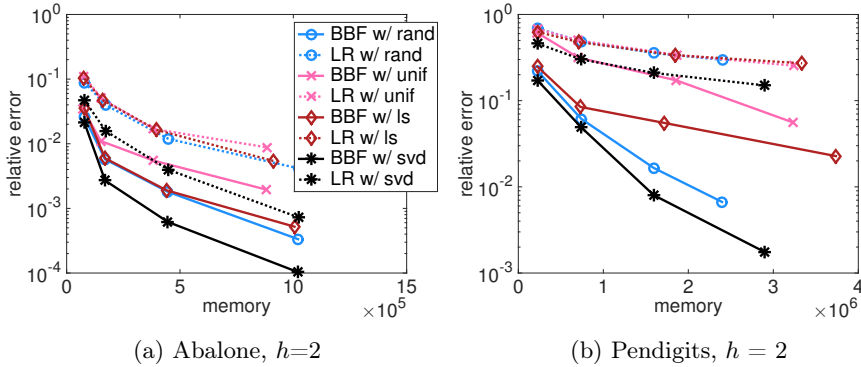 10^0
10^-1
10^-2
10^-3
10^-4
relative error
0
5
10
15
memory
×10^5
BBF w/ rand
LR w/ rand
BBF w/ unif
LR w/ unif
BBF w/ ls
LR w/ ls
BBF w/ svd
LR w/ svd
(a) Abalone, h=2
10^0
10^-1
10^-2
10^-3
relative error
0
1
2
3
4
memory
×10^6
(b) Pendigits, h = 2